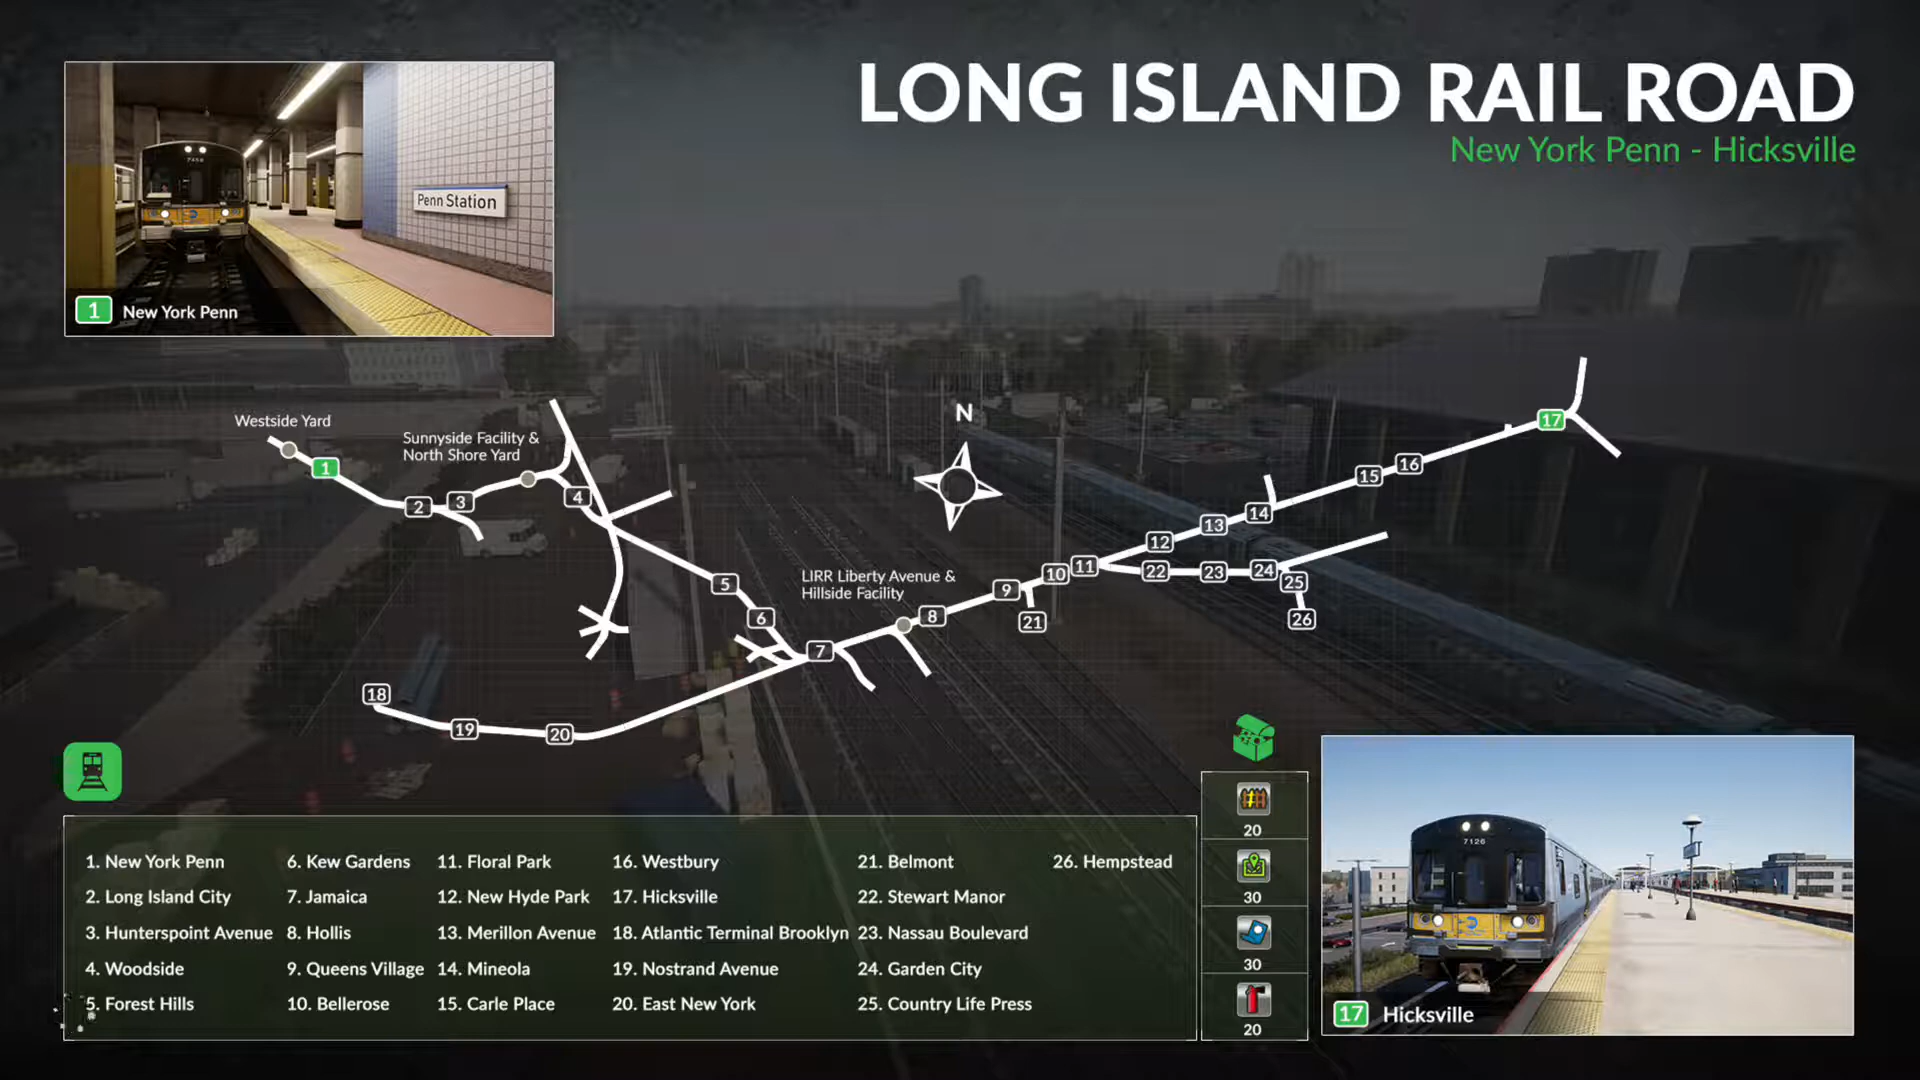 LONG ISLAND RAIL ROAD
New York Penn - Hicksville
7450
Penn Station
1 New York Penn
Westside Yard
Sunnyside Facility &
North Shore Yard
N
LIRR Liberty Avenue &
Hillside Facility
1
2
3
4
5
6
7
8
9
10
11
12
13
14
15
16
17
18
19
20
21
22
23
24
25
26
1. New York Penn
2. Long Island City
3. Hunterspoint Avenue
4. Woodside
5. Forest Hills
6. Kew Gardens
7. Jamaica
8. Hollis
9. Queens Village
10. Bellerose
11. Floral Park
12. New Hyde Park
13. Merillon Avenue
14. Mineola
15. Carle Place
16. Westbury
17. Hicksville
18. Atlantic Terminal Brooklyn
19. Nostrand Avenue
20. East New York
21. Belmont
22. Stewart Manor
23. Nassau Boulevard
24. Garden City
25. Country Life Press
26. Hempstead
20
30
30
20
7126
17 Hicksville